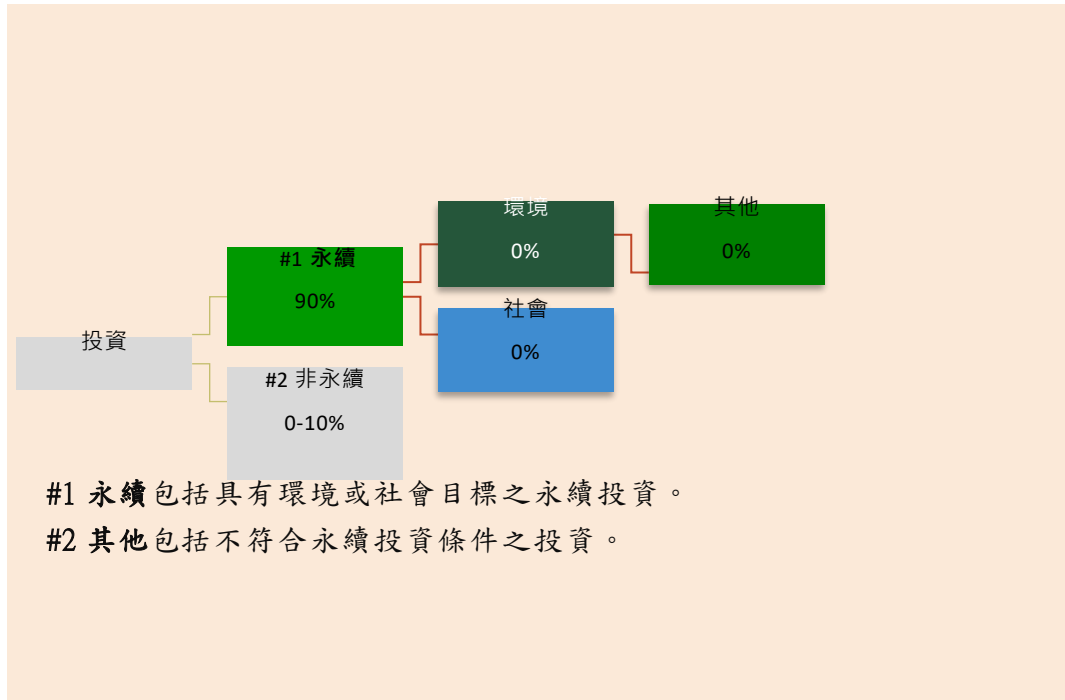 環境
0%
其他
0%
#1 永續
90%
社會
0%
投資
#2 非永續
0-10%
#1 永續包括具有環境或社會目標之永續投資。
#2 其他包括不符合永續投資條件之投資。